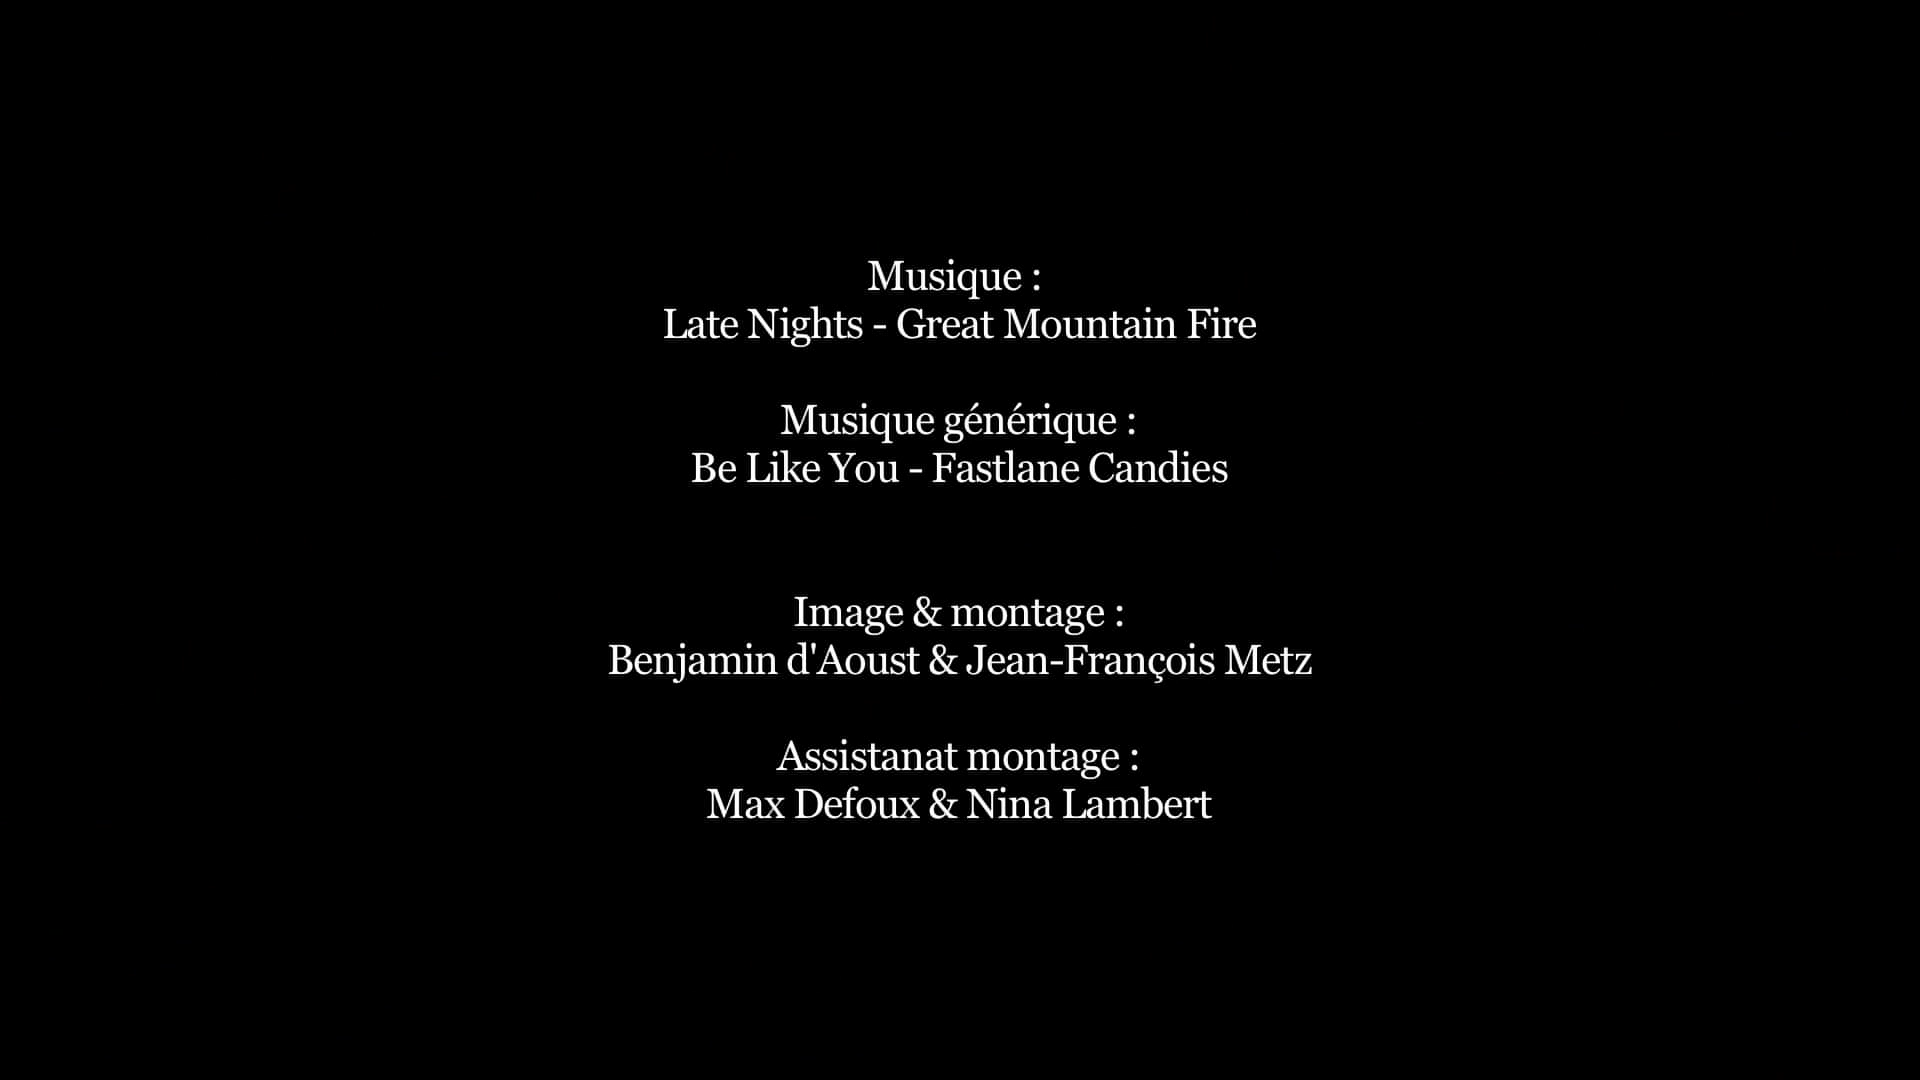 Musique :
Late Nights - Great Mountain Fire
Musique générique :
Be Like You - Fastlane Candies
Image & montage :
Benjamin d'Aoust & Jean-François Metz
Assistanat montage :
Max Defoux & Nina Lambert